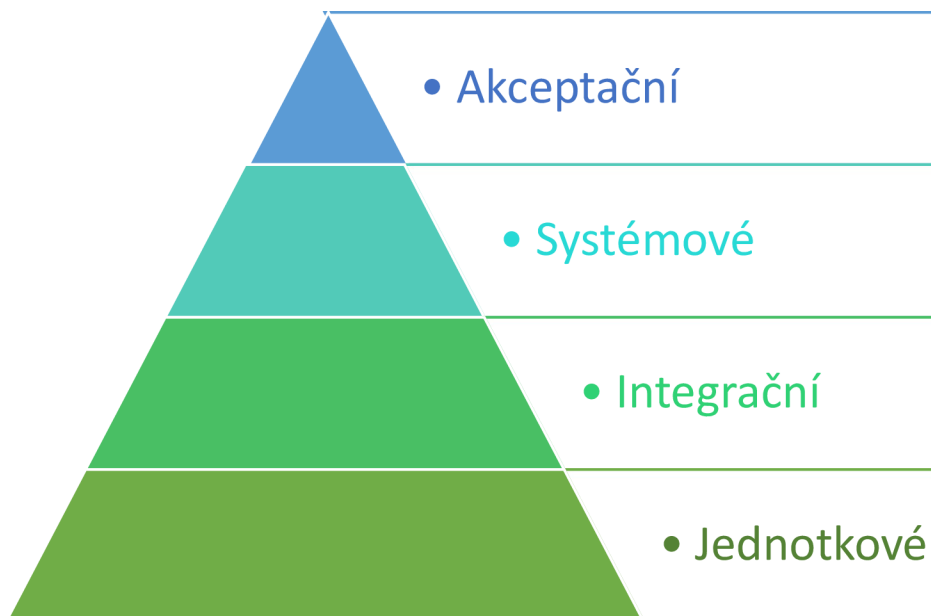 • Akceptační
• Systémové
• Integrační
• Jednotkové